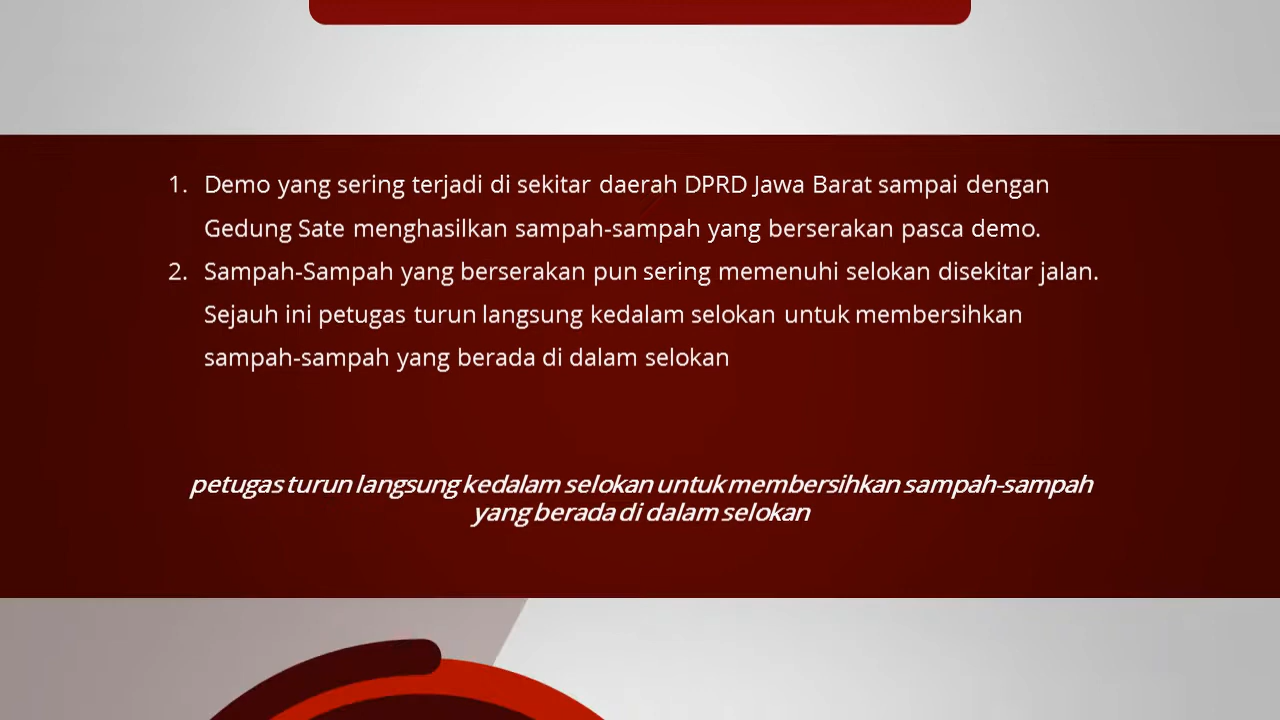 1. Demo yang sering terjadi di sekitar daerah DPRD Jawa Barat sampai dengan
Gedung Sate menghasilkan sampah-sampah yang berserakan pasca demo.
2. Sampah-Sampah yang berserakan pun sering memenuhi selokan disekitar jalan.
Sejauh ini petugas turun langsung kedalam selokan untuk membersihkan
sampah-sampah yang berada di dalam selokan
petugas turun langsung kedalam selokan untuk membersihkan sampah-sampah
yang berada di dalam selokan